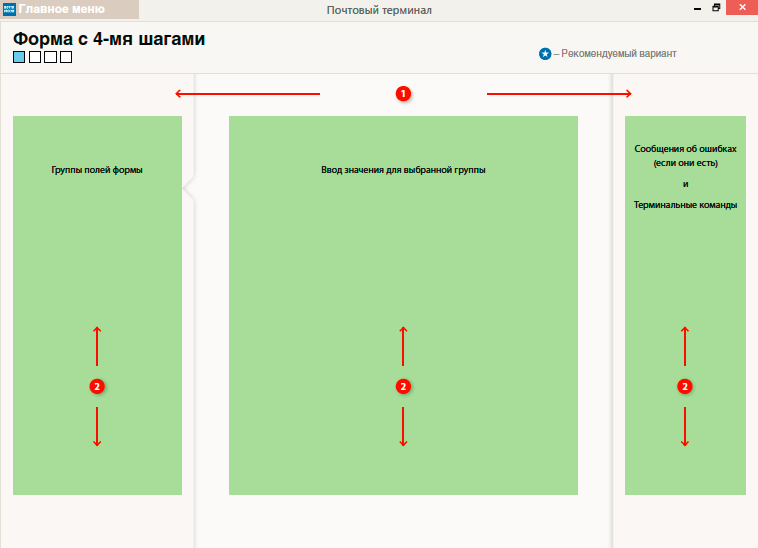 Главное меню
Почтовый терминал
Форма с 4-мя шагами
– Рекомендуемый вариант
1
Группы полей формы
Ввод значения для выбранной группы
Сообщения об ошибках
(если они есть)
и
Терминальные команды
2
2
2